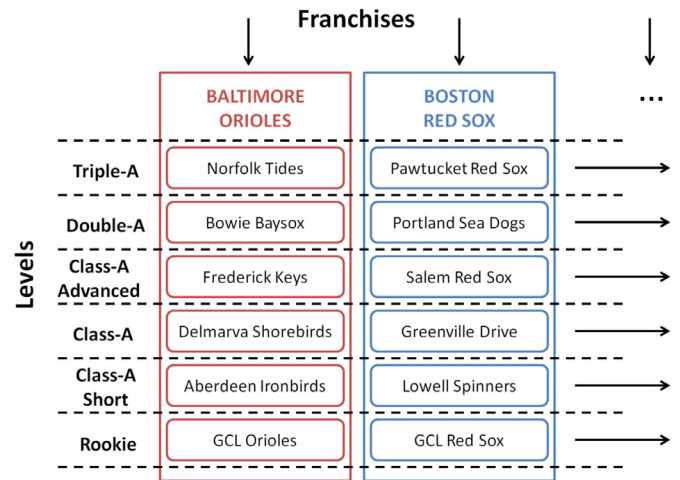 Franchises
BALTIMORE
ORIOLES
BOSTON
RED SOX
...
Levels
Triple-A
Norfolk Tides
Pawtucket Red Sox
Double-A
Bowie Baysox
Portland Sea Dogs
Class-A
Advanced
Frederick Keys
Salem Red Sox
Class-A
Delmarva Shorebirds
Greenville Drive
Class-A
Short
Aberdeen Ironbirds
Lowell Spinners
Rookie
GCL Orioles
GCL Red Sox